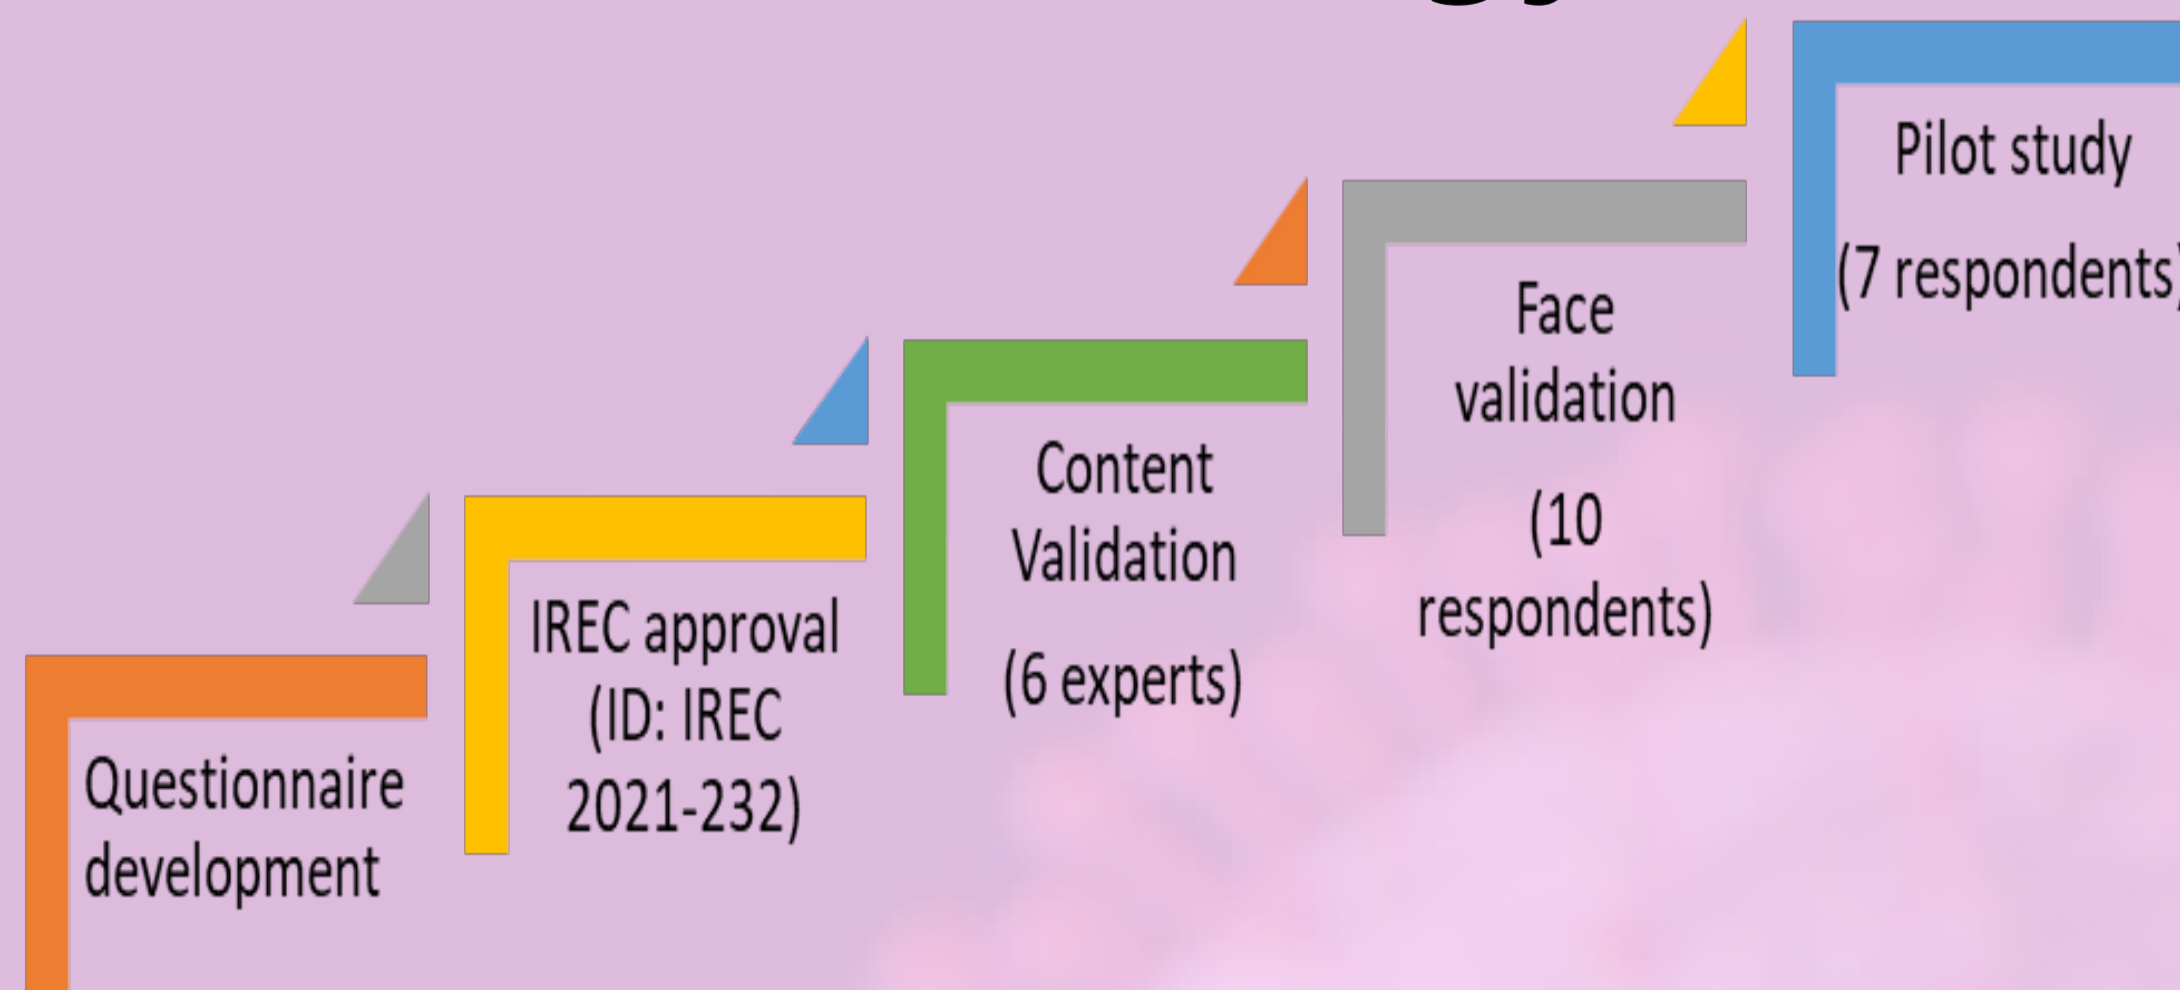 Questionnaire
development
IREC approval
(ID: IREC
2021-232)
Content
Validation
(6 experts)
Face
validation
(10
respondents)
Pilot study
(7 respondents)